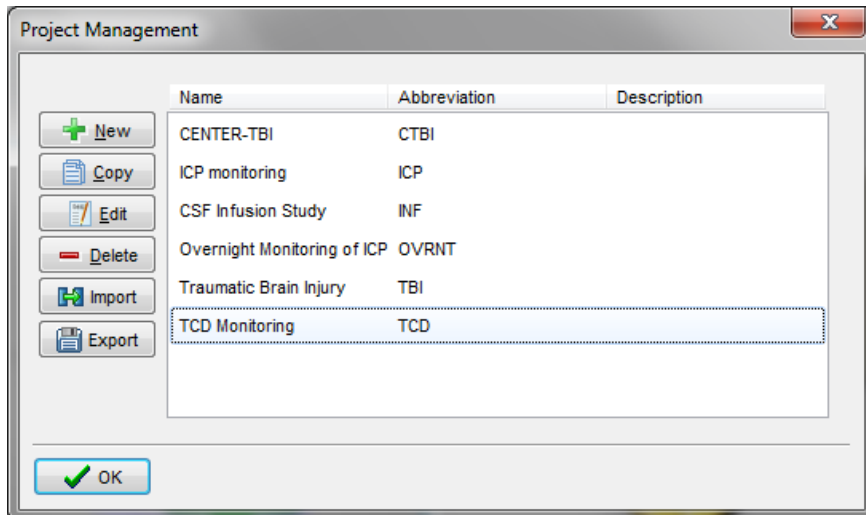 Project Management
Name Abbreviation Description
New
CENTER-TBI CTBI
Copy
ICP monitoring ICP
Edit
CSF Infusion Study INF
Delete
Overnight Monitoring of ICP OVRNT
Import
Traumatic Brain Injury TBI
Export
TCD Monitoring TCD
OK